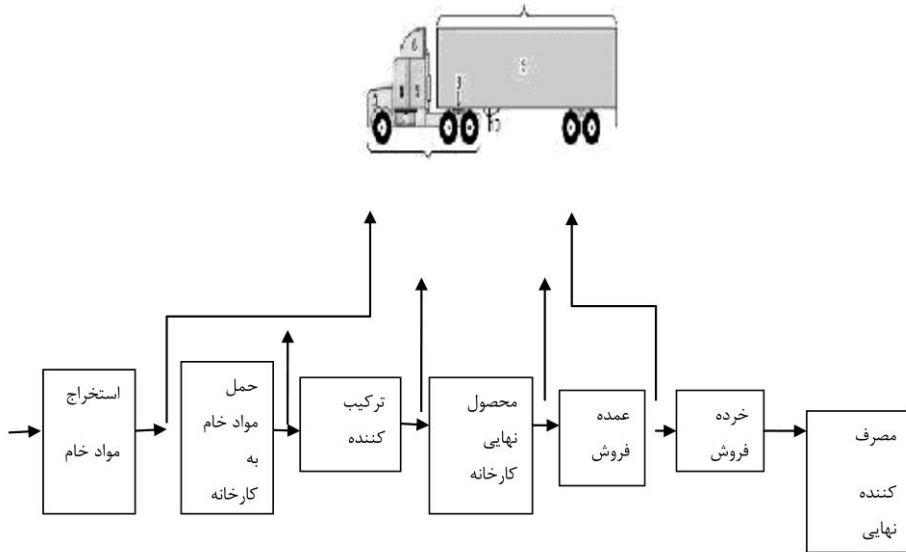 استخراج
مواد خام
حمل
مواد خام
به
کارخانه
ترکیب
کننده
محصول
نهایی
کارخانه
عمده
فروش
خرده
فروش
مصرف
کننده
نهایی